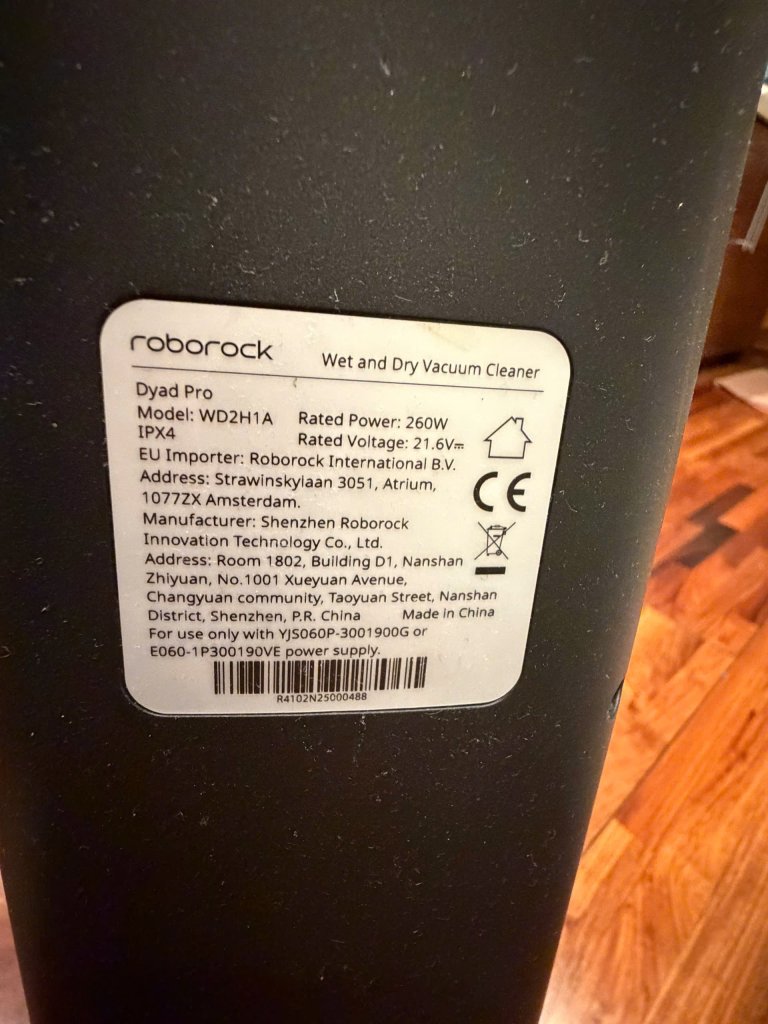 roborock Wet and Dry Vacuum Cleaner
Dyad Pro
Model: WD2H1A Rated Power: 260W
IPX4 Rated Voltage: 21.6V⎓
EU Importer: Roborock International B.V.
Address: Strawinskylaan 3051, Atrium,
1077ZX Amsterdam.
CE
Manufacturer: Shenzhen Roborock
Innovation Technology Co., Ltd.
Address: Room 1802, Building D1, Nanshan
Zhiyuan, No.1001 Xueyuan Avenue,
Changyuan community, Taoyuan Street, Nanshan
District, Shenzhen, P.R. China Made in China
For use only with YJS060P-3001900G or
E060-1P300190VE power supply.
R4102N25000488